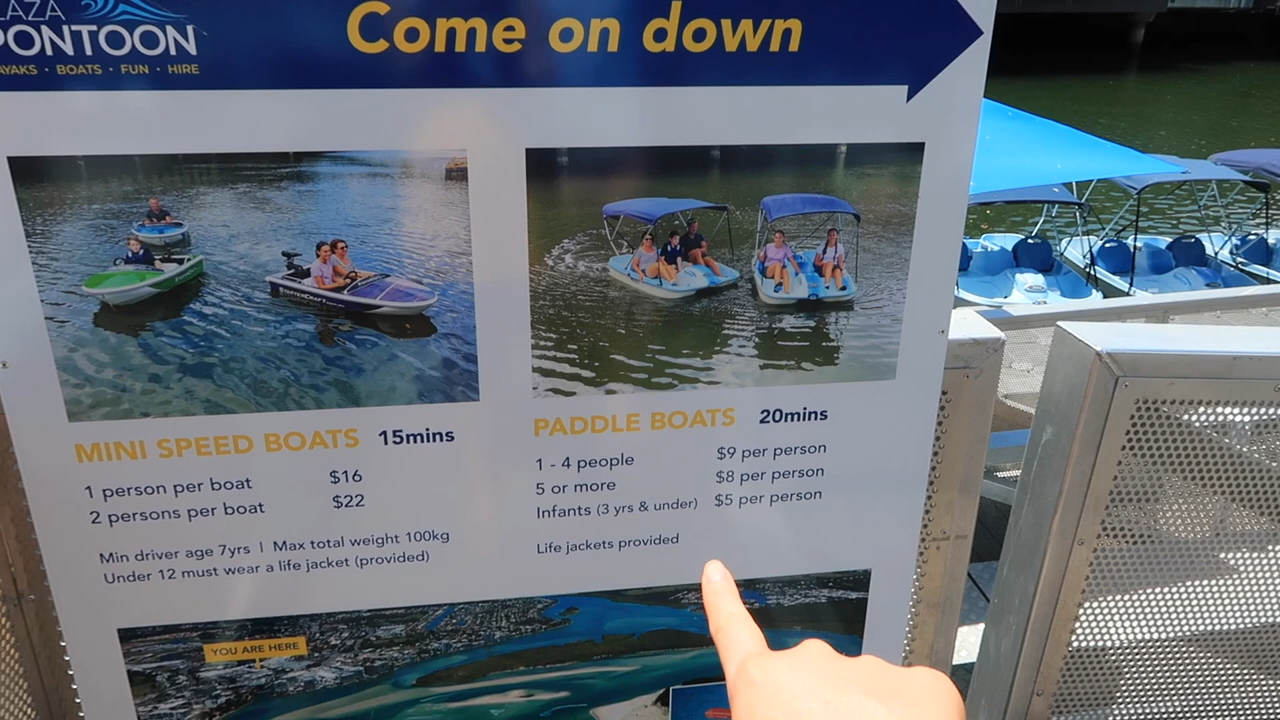 PONTOON
BOATS • FUN • HIRE
Come on down
MINI SPEED BOATS 15mins
1 person per boat $16
2 persons per boat $22
Min driver age 7yrs | Max total weight 100kg
Under 12 must wear a life jacket (provided)
PADDLE BOATS 20mins
1 - 4 people $9 per person
5 or more $8 per person
Infants (3 yrs & under) $5 per person
Life jackets provided
YOU ARE HERE